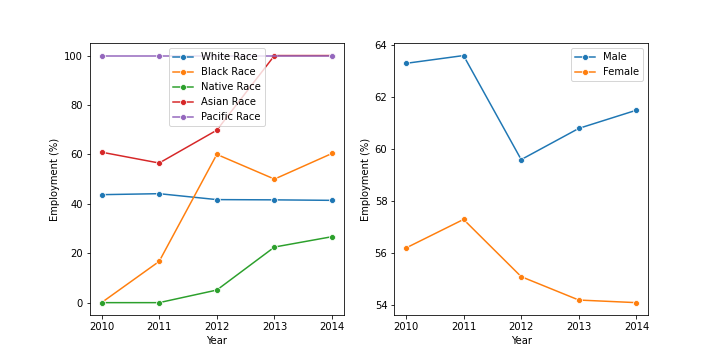 100
80
60
40
20
0
Employment (%)
2010 2011 2012 2013 2014
Year
White Race
Black Race
Native Race
Asian Race
Pacific Race
64
62
60
58
56
54
Employment (%)
2010 2011 2012 2013 2014
Year
Male
Female